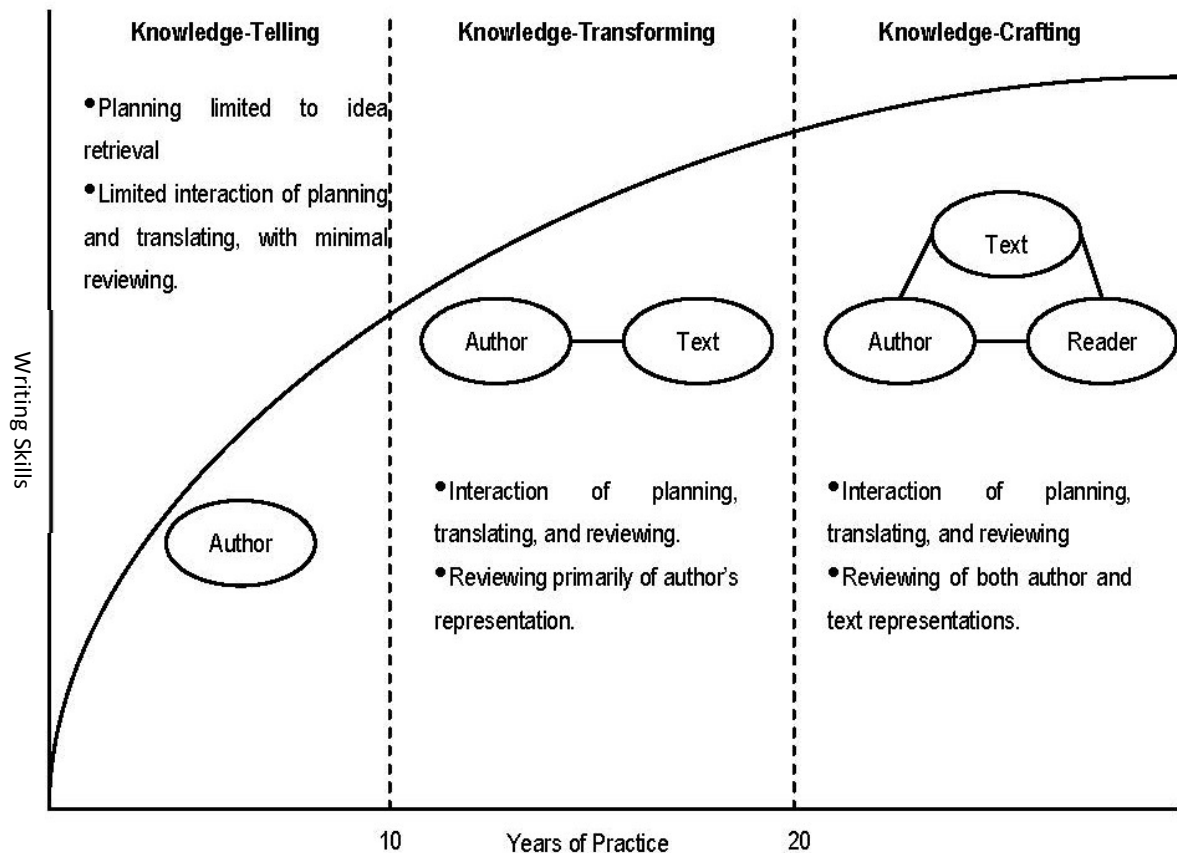 Knowledge-Telling
•Planning limited to idea
retrieval
•Limited interaction of planning
and translating, with minimal
reviewing.
Author
Knowledge-Transforming
Author
Text
•Interaction of planning,
translating, and reviewing.
•Reviewing primarily of author's
representation.
Knowledge-Crafting
Text
Author
Reader
•Interaction of planning,
translating, and reviewing
•Reviewing of both author and
text representations.
Writing Skills
10
Years of Practice
20